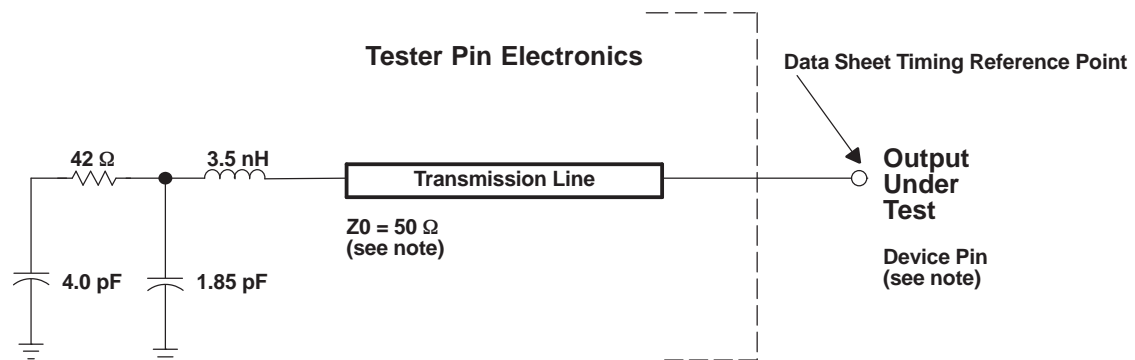 Tester Pin Electronics
Data Sheet Timing Reference Point
42 Ω
3.5 nH
Transmission Line
Output
Under
Test
Z0 = 50 Ω
(see note)
Device Pin
(see note)
4.0 pF
1.85 pF